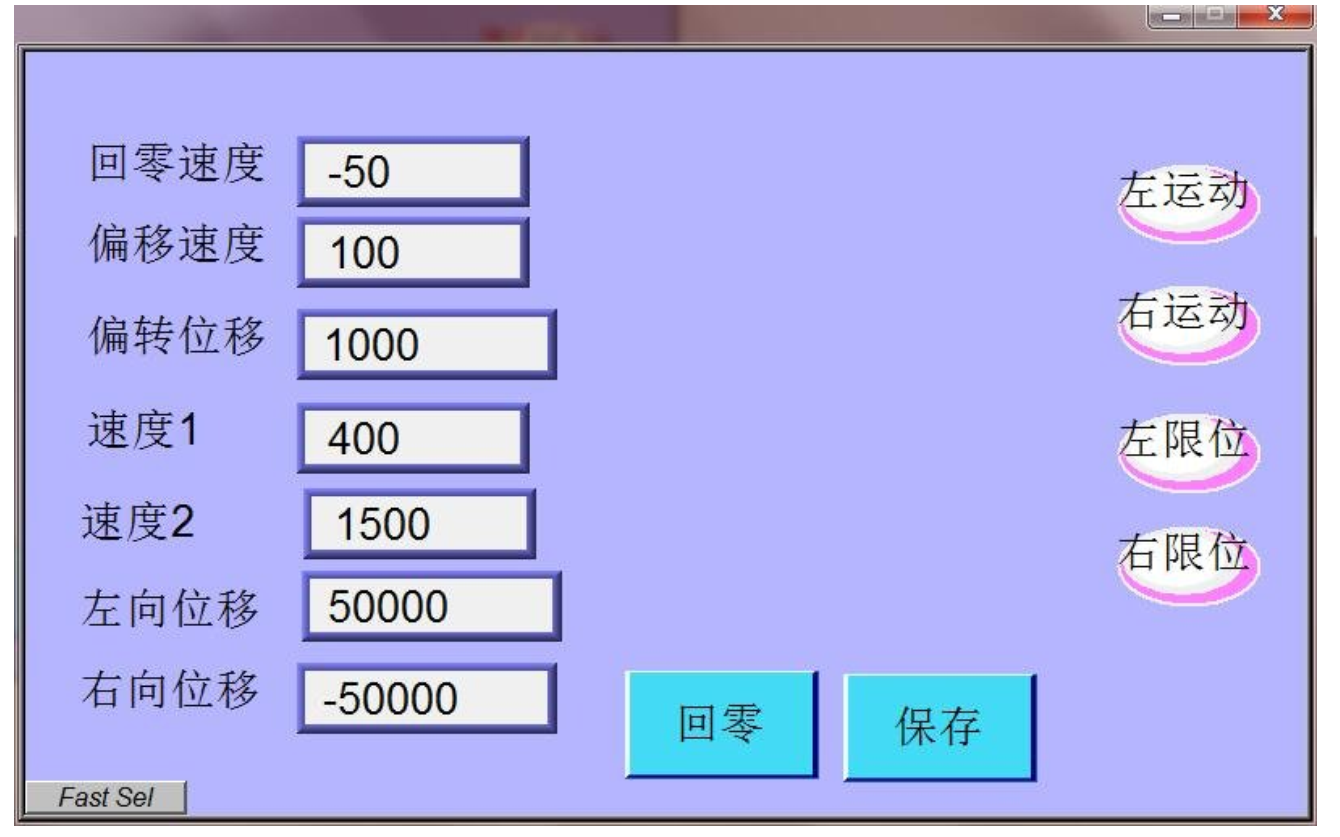 回零速度 -50
左运动
偏移速度 100
偏转位移 1000
右运动
速度1 400
左限位
速度2 1500
右限位
左向位移 50000
右向位移 -50000
回零 保存
Fast Sel